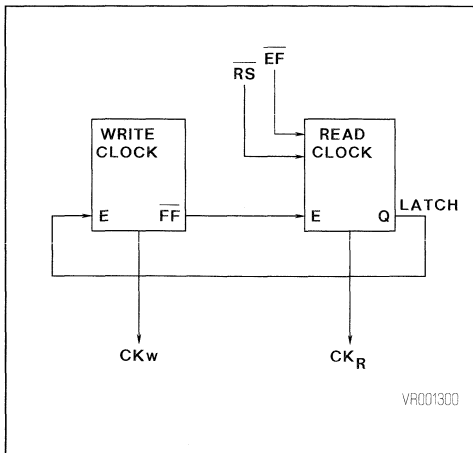 EF
RS
WRITE
CLOCK
READ
CLOCK
LATCH
E
FF
E
Q
CKw
CKR
VR001300